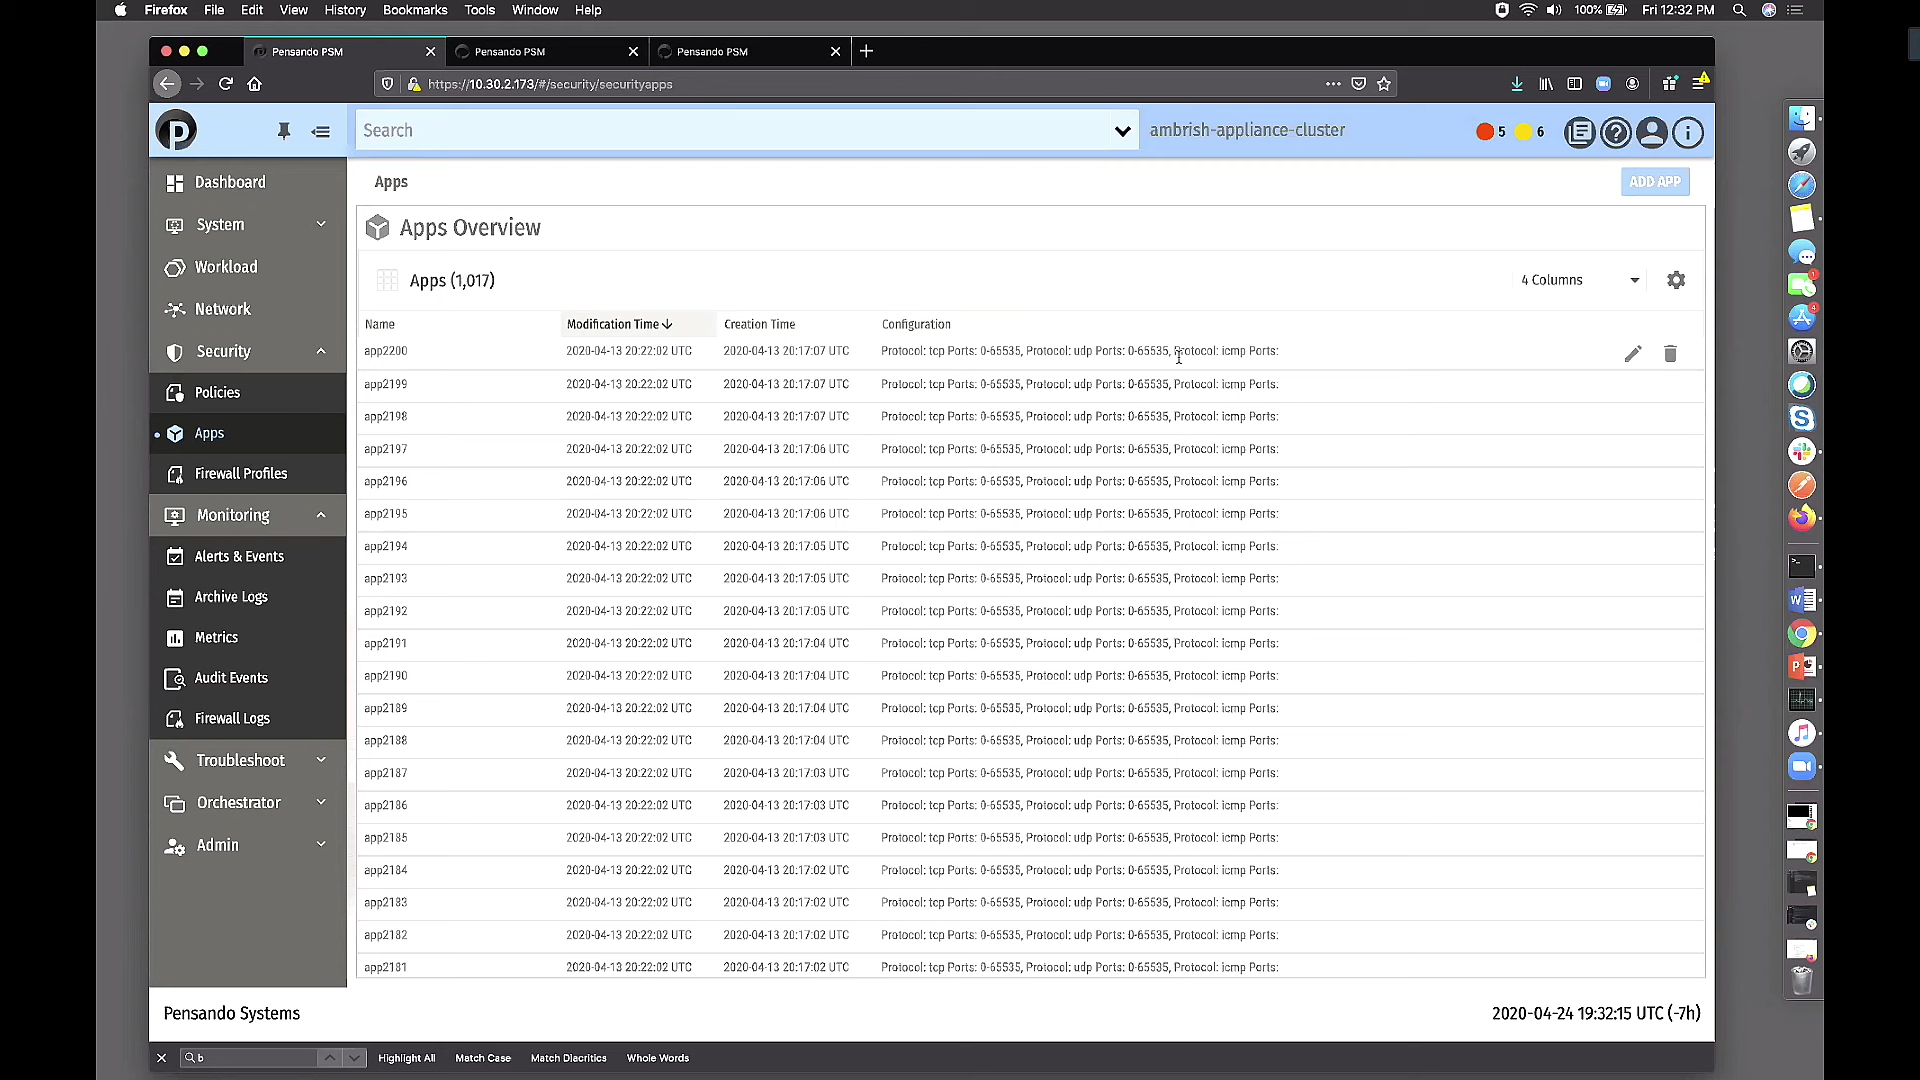 Firefox File Edit View History Bookmarks Tools Window Help 100% Fri 12:32 PM
Pensando PSM Pensando PSM Pensando PSM
https://10.30.2.173/#/security/securityapps
P Search ambrish-appliance-cluster 5 6
Dashboard
System
Workload
Network
Security
Policies
Apps
Firewall Profiles
Monitoring
Alerts & Events
Archive Logs
Metrics
Audit Events
Firewall Logs
Troubleshoot
Orchestrator
Admin
Apps ADD APP
Apps Overview
Apps (1,017) 4 Columns
Name Modification Time Creation Time Configuration
app2200 2020-04-13 20:22:02 UTC 2020-04-13 20:17:07 UTC Protocol: tcp Ports: 0-65535, Protocol: udp Ports: 0-65535, Protocol: icmp Ports:
app2199 2020-04-13 20:22:02 UTC 2020-04-13 20:17:07 UTC Protocol: tcp Ports: 0-65535, Protocol: udp Ports: 0-65535, Protocol: icmp Ports:
app2198 2020-04-13 20:22:02 UTC 2020-04-13 20:17:07 UTC Protocol: tcp Ports: 0-65535, Protocol: udp Ports: 0-65535, Protocol: icmp Ports:
app2197 2020-04-13 20:22:02 UTC 2020-04-13 20:17:06 UTC Protocol: tcp Ports: 0-65535, Protocol: udp Ports: 0-65535, Protocol: icmp Ports:
app2196 2020-04-13 20:22:02 UTC 2020-04-13 20:17:06 UTC Protocol: tcp Ports: 0-65535, Protocol: udp Ports: 0-65535, Protocol: icmp Ports:
app2195 2020-04-13 20:22:02 UTC 2020-04-13 20:17:06 UTC Protocol: tcp Ports: 0-65535, Protocol: udp Ports: 0-65535, Protocol: icmp Ports:
app2194 2020-04-13 20:22:02 UTC 2020-04-13 20:17:05 UTC Protocol: tcp Ports: 0-65535, Protocol: udp Ports: 0-65535, Protocol: icmp Ports:
app2193 2020-04-13 20:22:02 UTC 2020-04-13 20:17:05 UTC Protocol: tcp Ports: 0-65535, Protocol: udp Ports: 0-65535, Protocol: icmp Ports:
app2192 2020-04-13 20:22:02 UTC 2020-04-13 20:17:05 UTC Protocol: tcp Ports: 0-65535, Protocol: udp Ports: 0-65535, Protocol: icmp Ports:
app2191 2020-04-13 20:22:02 UTC 2020-04-13 20:17:04 UTC Protocol: tcp Ports: 0-65535, Protocol: udp Ports: 0-65535, Protocol: icmp Ports:
app2190 2020-04-13 20:22:02 UTC 2020-04-13 20:17:04 UTC Protocol: tcp Ports: 0-65535, Protocol: udp Ports: 0-65535, Protocol: icmp Ports:
app2189 2020-04-13 20:22:02 UTC 2020-04-13 20:17:04 UTC Protocol: tcp Ports: 0-65535, Protocol: udp Ports: 0-65535, Protocol: icmp Ports:
app2188 2020-04-13 20:22:02 UTC 2020-04-13 20:17:04 UTC Protocol: tcp Ports: 0-65535, Protocol: udp Ports: 0-65535, Protocol: icmp Ports:
app2187 2020-04-13 20:22:02 UTC 2020-04-13 20:17:03 UTC Protocol: tcp Ports: 0-65535, Protocol: udp Ports: 0-65535, Protocol: icmp Ports:
app2186 2020-04-13 20:22:02 UTC 2020-04-13 20:17:03 UTC Protocol: tcp Ports: 0-65535, Protocol: udp Ports: 0-65535, Protocol: icmp Ports:
app2185 2020-04-13 20:22:02 UTC 2020-04-13 20:17:03 UTC Protocol: tcp Ports: 0-65535, Protocol: udp Ports: 0-65535, Protocol: icmp Ports:
app2184 2020-04-13 20:22:02 UTC 2020-04-13 20:17:02 UTC Protocol: tcp Ports: 0-65535, Protocol: udp Ports: 0-65535, Protocol: icmp Ports:
app2183 2020-04-13 20:22:02 UTC 2020-04-13 20:17:02 UTC Protocol: tcp Ports: 0-65535, Protocol: udp Ports: 0-65535, Protocol: icmp Ports:
app2182 2020-04-13 20:22:02 UTC 2020-04-13 20:17:02 UTC Protocol: tcp Ports: 0-65535, Protocol: udp Ports: 0-65535, Protocol: icmp Ports:
app2181 2020-04-13 20:22:02 UTC 2020-04-13 20:17:02 UTC Protocol: tcp Ports: 0-65535, Protocol: udp Ports: 0-65535, Protocol: icmp Ports:
Pensando Systems 2020-04-24 19:32:15 UTC (-7h)
b Highlight All Match Case Match Diacritics Whole Words